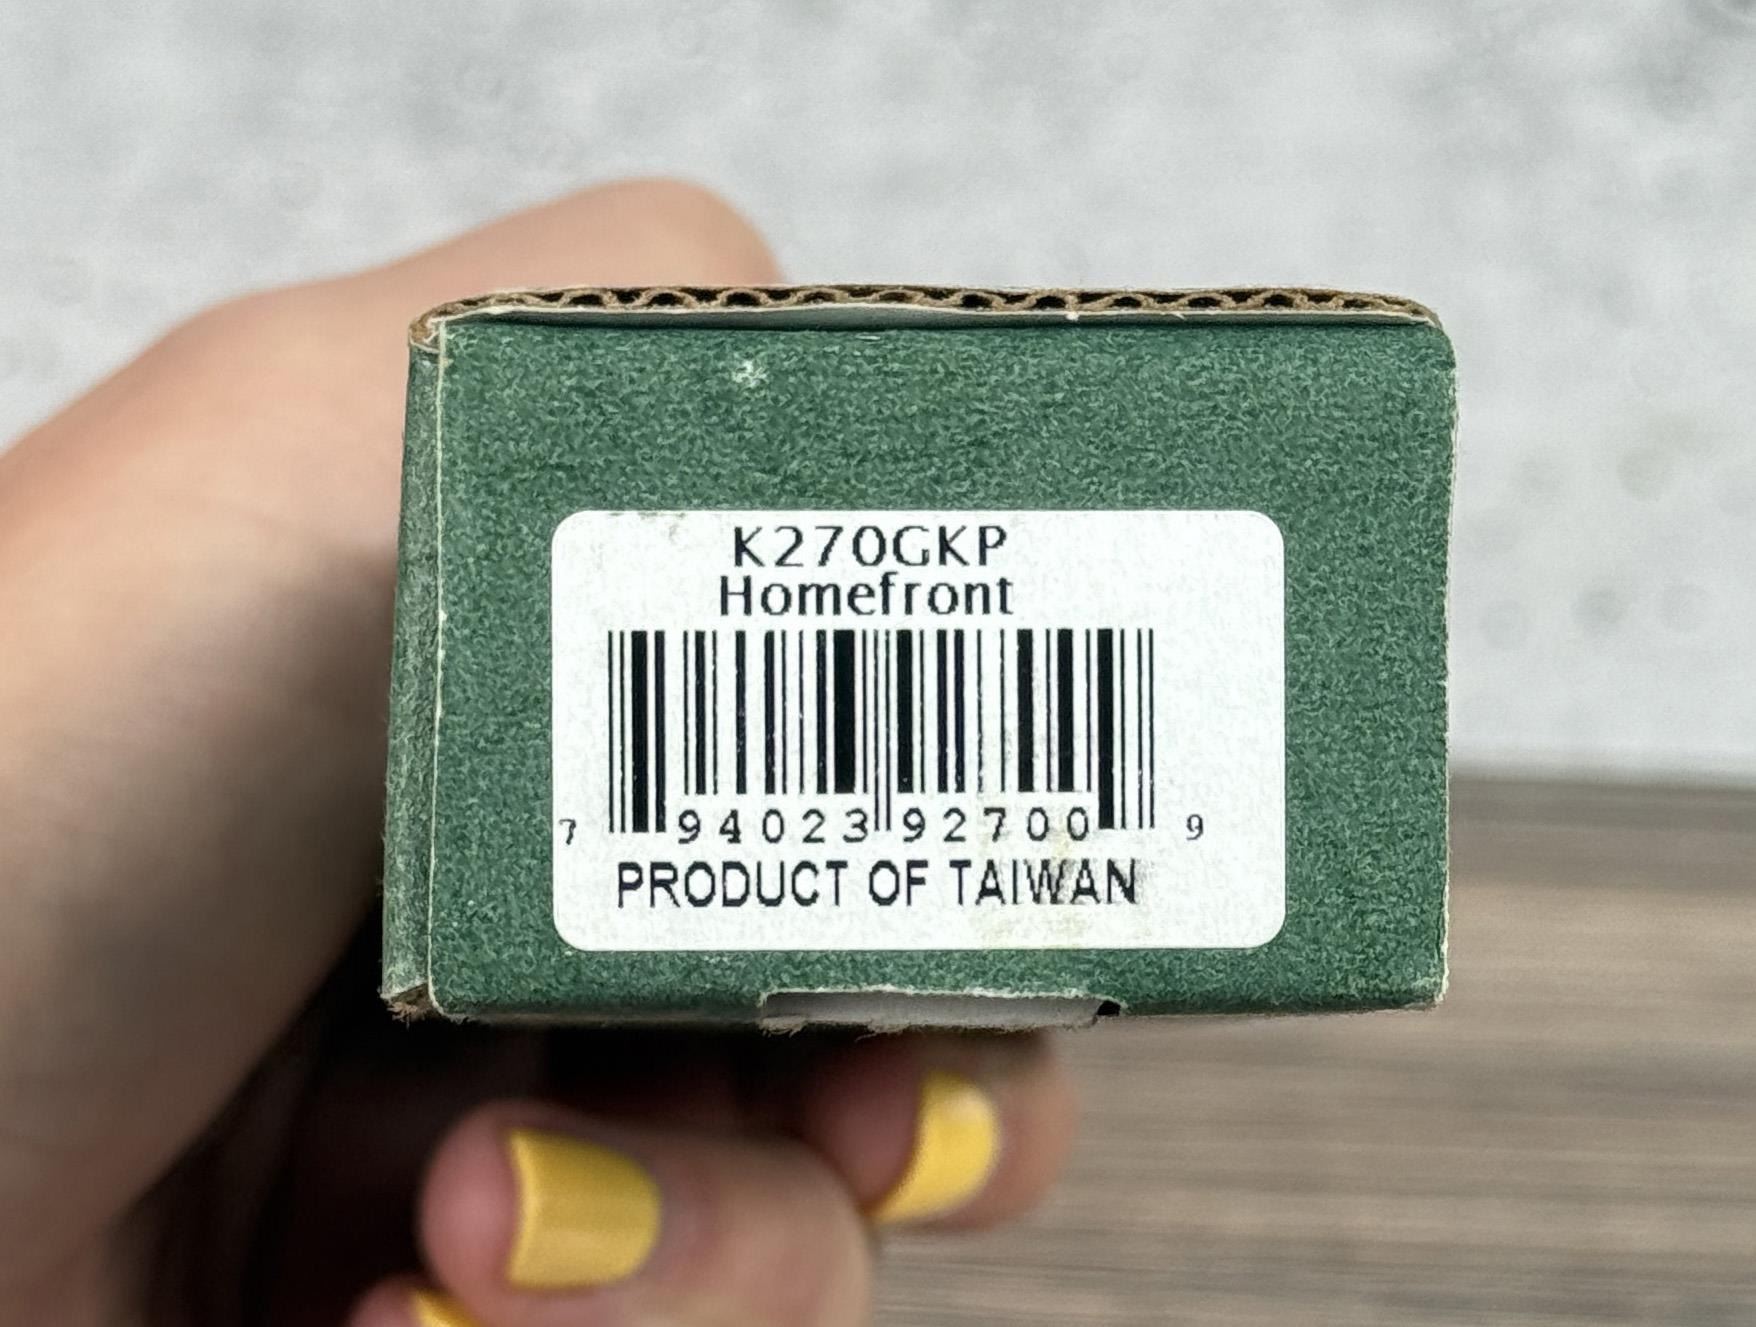 K270GKP
Homefront
7 94023 92700 9
PRODUCT OF TAIWAN